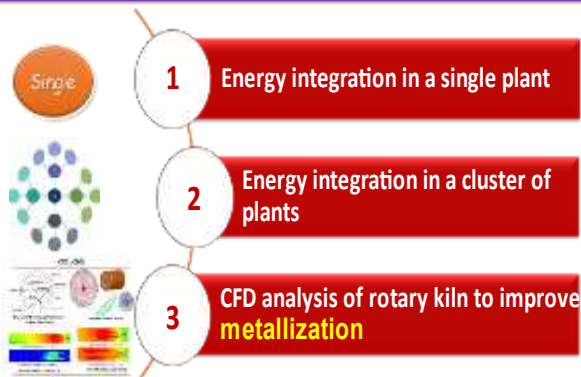 Single
1
Energy integration in a single plant
2
Energy integration in a cluster of
plants
3
CFD analysis of rotary kiln to improve
metallization